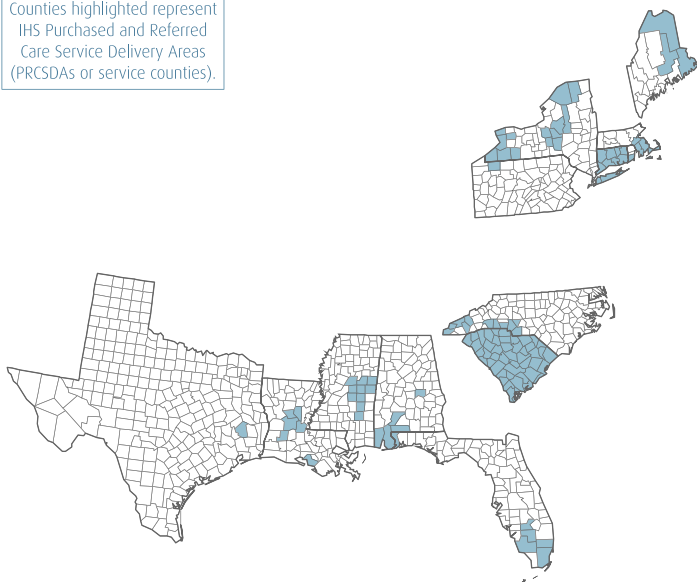 Counties highlighted represent
IHS Purchased and Referred
Care Service Delivery Areas
(PRCSDAs or service counties).